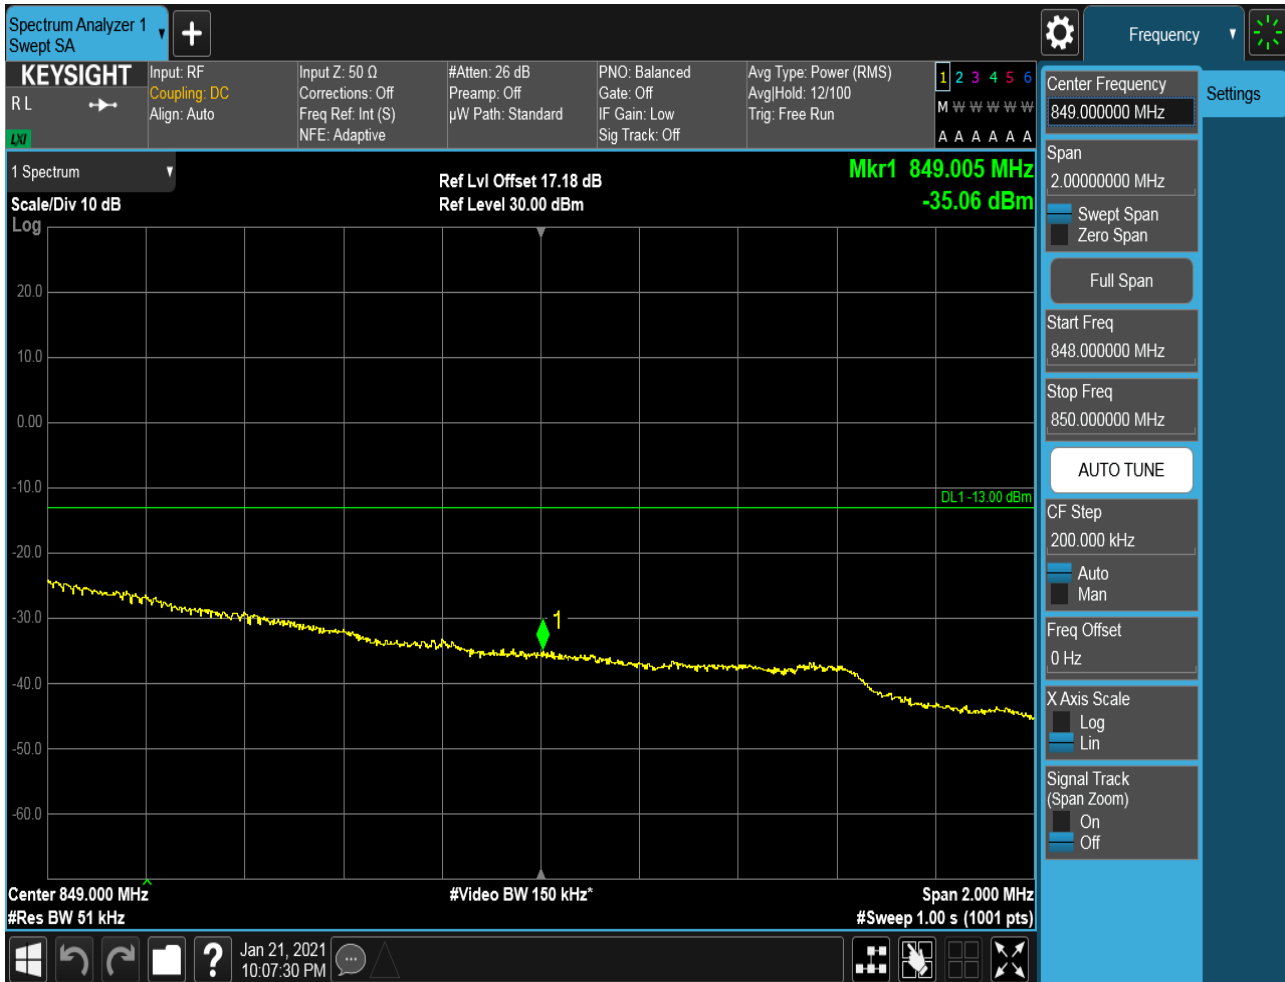 Spectrum Analyzer 1
Swept SA
+
Frequency
KEYSIGHT
R L
LXI
Input: RF
Coupling: DC
Align: Auto
Input Z: 50 Ω
Corrections: Off
Freq Ref: Int (S)
NFE: Adaptive
#Atten: 26 dB
Preamp: Off
µW Path: Standard
PNO: Balanced
Gate: Off
IF Gain: Low
Sig Track: Off
Avg Type: Power (RMS)
Avg|Hold: 12/100
Trig: Free Run
1 2 3 4 5 6
M W W W W W
A A A A A A
1 Spectrum
Scale/Div 10 dB
Log
Ref Lvl Offset 17.18 dB
Ref Level 30.00 dBm
Mkr1 849.005 MHz
-35.06 dBm
20.0
10.0
0.00
-10.0
-20.0
-30.0
-40.0
-50.0
-60.0
DL1 -13.00 dBm
1
Center 849.000 MHz
#Res BW 51 kHz
#Video BW 150 kHz*
Span 2.000 MHz
#Sweep 1.00 s (1001 pts)
Center Frequency
849.000000 MHz
Settings
Span
2.00000000 MHz
Swept Span
Zero Span
Full Span
Start Freq
848.000000 MHz
Stop Freq
850.000000 MHz
AUTO TUNE
CF Step
200.000 kHz
Auto
Man
Freq Offset
0 Hz
X Axis Scale
Log
Lin
Signal Track
(Span Zoom)
On
Off
?
Jan 21, 2021
10:07:30 PM